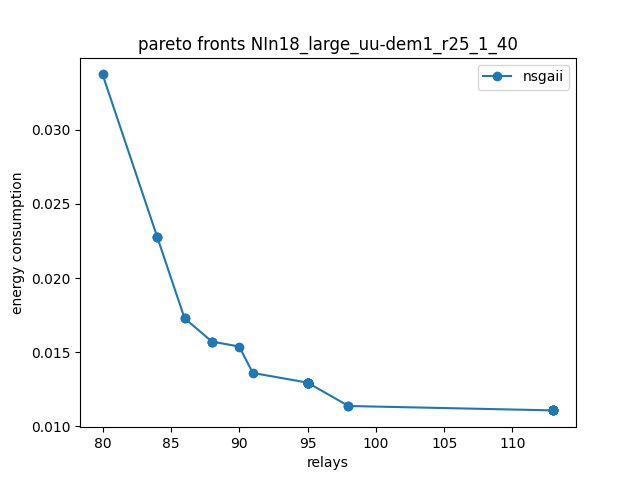 pareto fronts NIn18_large_uu-dem1_r25_1_40
nsgaii
0.030
0.025
0.020
0.015
0.010
energy consumption
80 85 90 95 100 105 110
relays